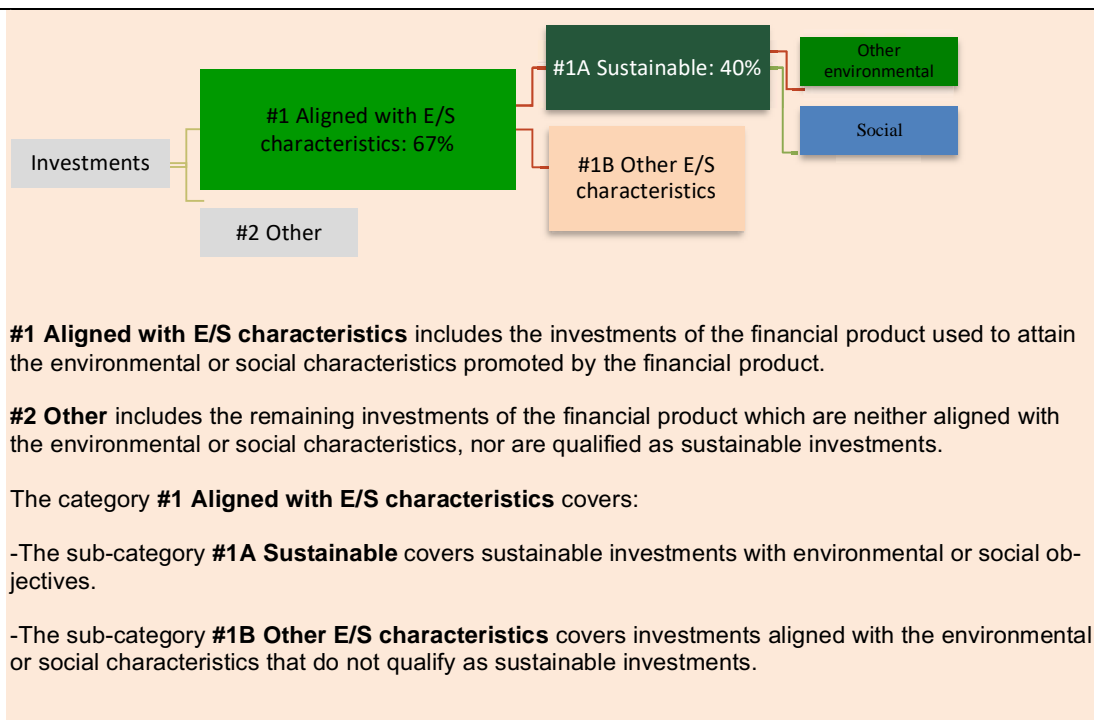 Investments
#1 Aligned with E/S
characteristics: 67%
#2 Other
#1A Sustainable: 40%
#1B Other E/S
characteristics
Other
environmental
Social
#1 Aligned with E/S characteristics includes the investments of the financial product used to attain
the environmental or social characteristics promoted by the financial product.
#2 Other includes the remaining investments of the financial product which are neither aligned with
the environmental or social characteristics, nor are qualified as sustainable investments.
The category #1 Aligned with E/S characteristics covers:
-The sub-category #1A Sustainable covers sustainable investments with environmental or social ob-
jectives.
-The sub-category #1B Other E/S characteristics covers investments aligned with the environmental
or social characteristics that do not qualify as sustainable investments.